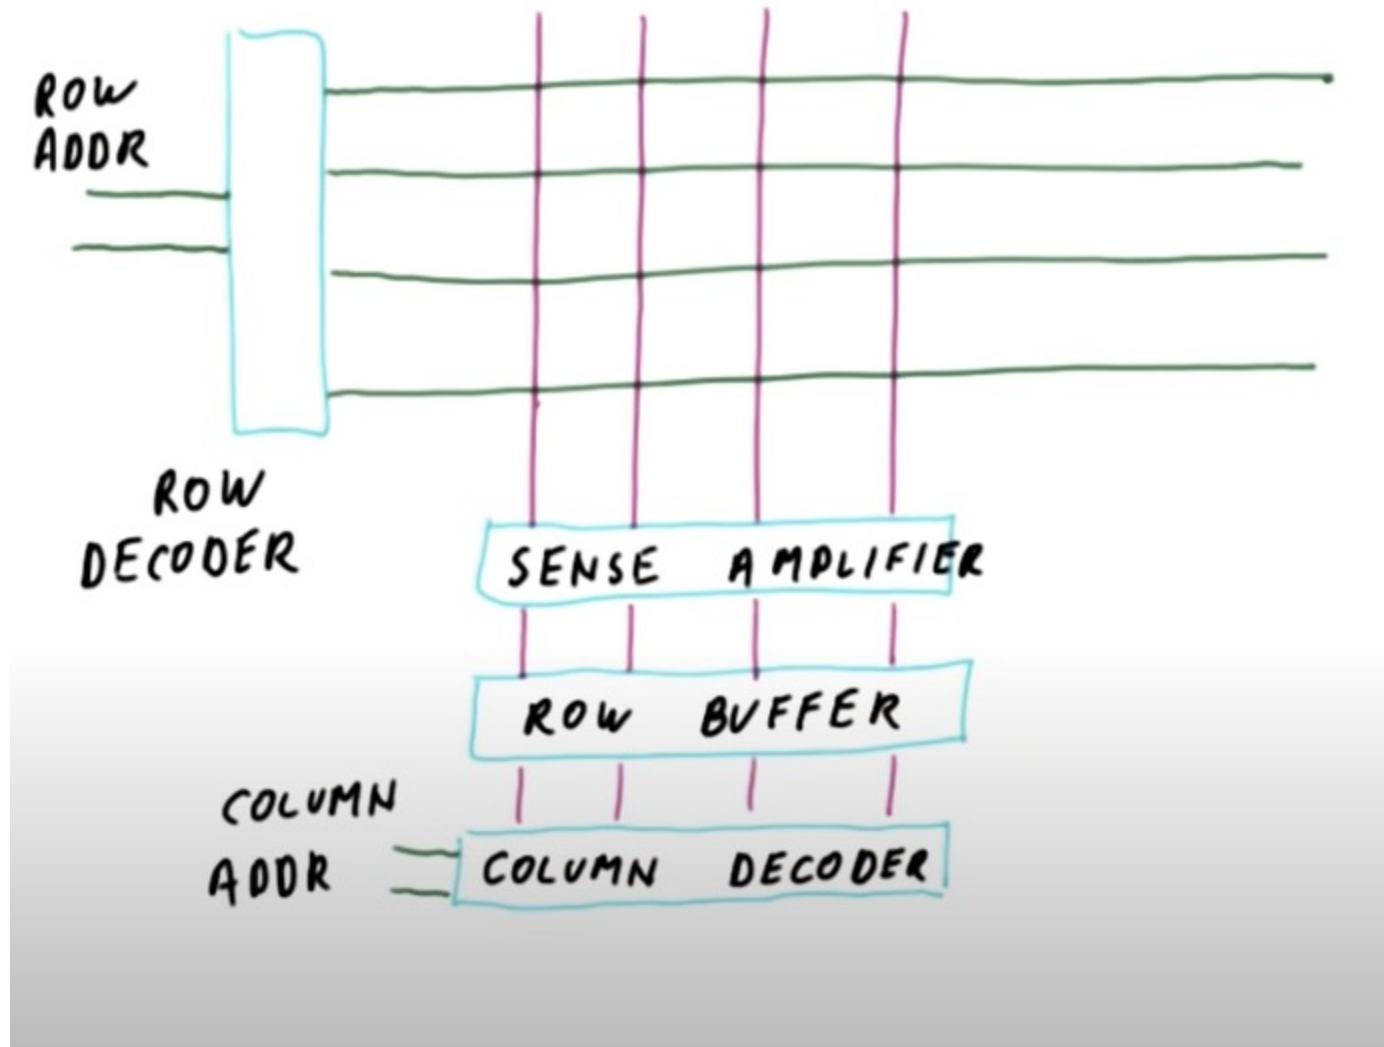 ROW
ADDR
ROW
DECODER
SENSE AMPLIFIER
ROW BUFFER
COLUMN
ADDR
COLUMN DECODER